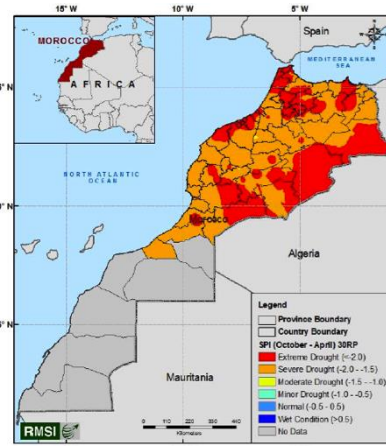 15°W
10°W
5°W
MOROCCO
AFRICA
Spain
MEDITERRANEAN
SEA
NORTH ATLANTIC
OCEAN
Morocco
Algeria
Mauritania
Legend
Province Boundary
Country Boundary
SPI (October - April) 30RP
Extreme Drought (<-2.0)
Severe Drought (-2.0 - -1.5)
Moderate Drought (-1.5 - -1.0)
Minor Drought (-1.0 - -0.5)
Normal (-0.5 - 0.5)
Wet Condition (>0.5)
No Data
RMSI
Kilometers